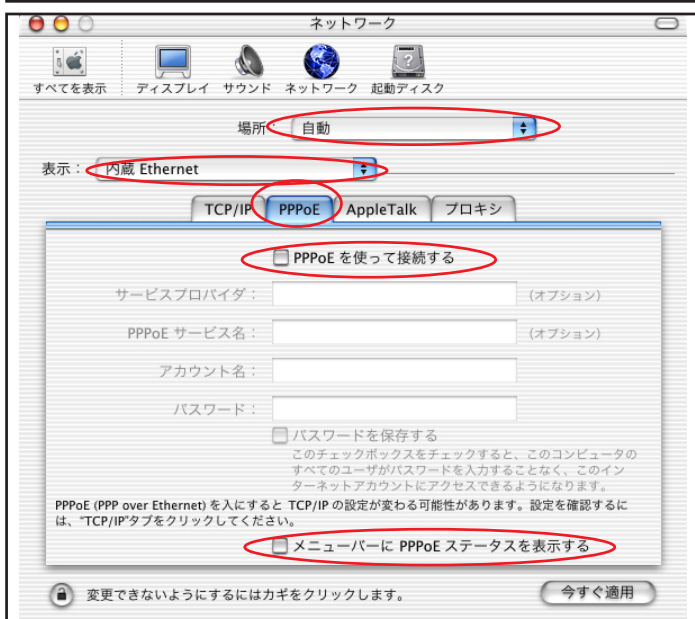 ネットワーク
すべてを表示 ディスプレイ サウンド ネットワーク 起動ディスク
場所： 自動
表示： 内蔵 Ethernet
TCP/IP PPPoE AppleTalk プロキシ
PPPoE を使って接続する
サービスプロバイダ： (オプション)
PPPoE サービス名： (オプション)
アカウント名：
パスワード：
パスワードを保存する
このチェックボックスをチェックすると、このコンピュータの
すべてのユーザがパスワードを入力することなく、このイン
ターネットアカウントにアクセスできるようになります。
PPPoE (PPP over Ethernet) を入にすると TCP/IP の設定が変わる可能性があります。設定を確認するに
は、“TCP/IP”タブをクリックしてください。
メニューバーに PPPoE ステータスを表示する
変更できないようにするにはカギをクリックします。 今すぐ適用